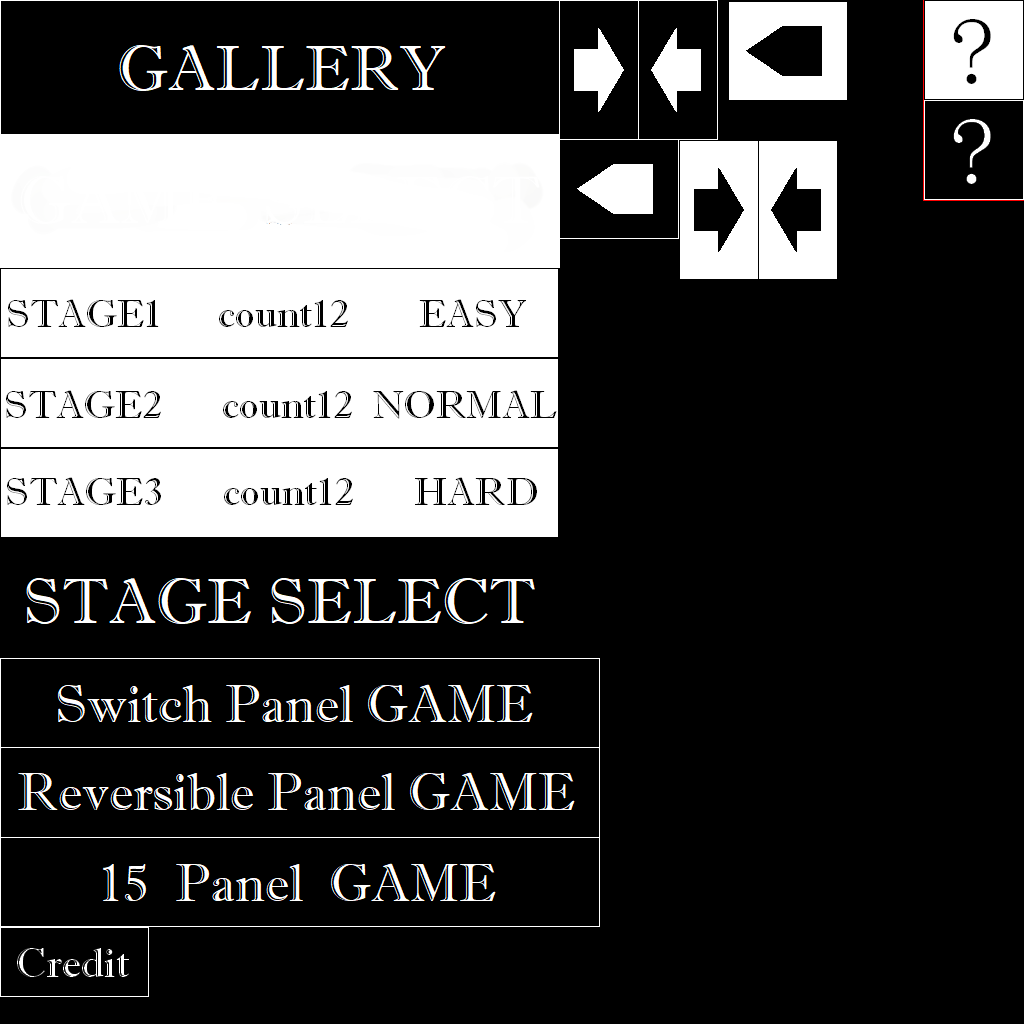 GALLERY
?
?
STAGE1 count12 EASY
STAGE2 count12 NORMAL
STAGE3 count12 HARD
STAGE SELECT
Switch Panel GAME
Reversible Panel GAME
15 Panel GAME
Credit